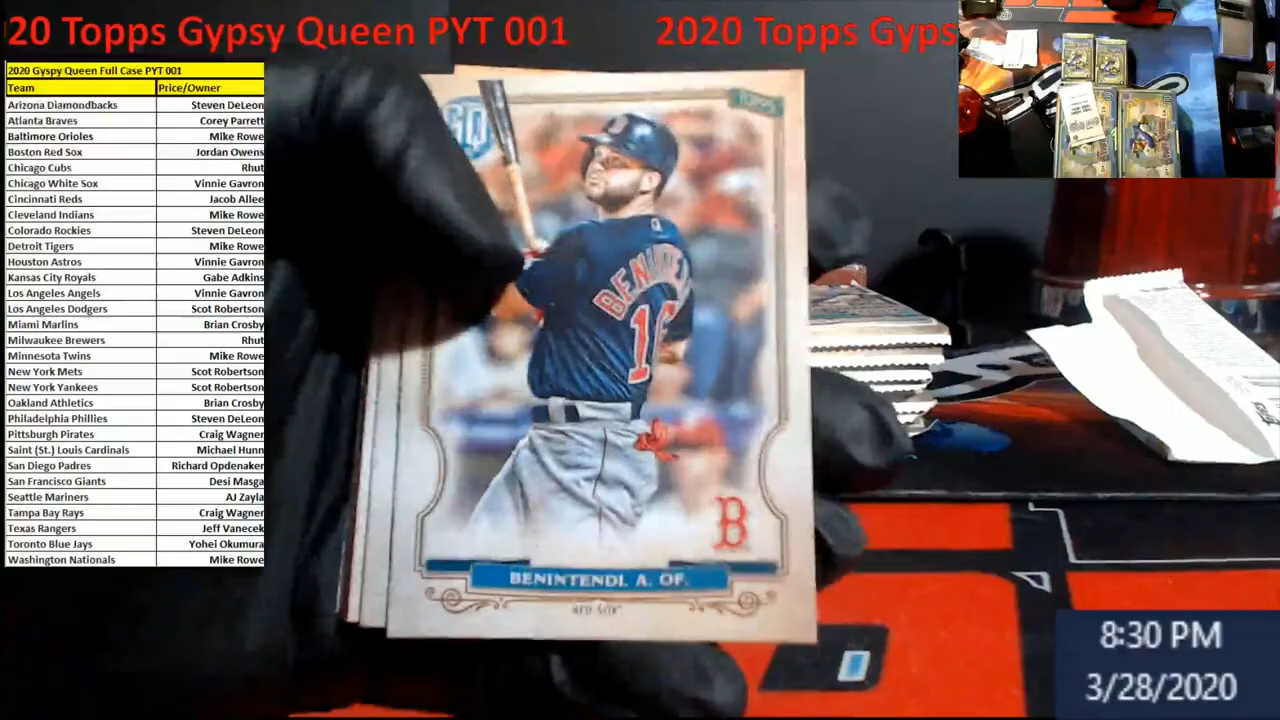 20 Topps Gypsy Queen PYT 001 2020 Topps Gyps
2020 Gyspy Queen Full Case PYT 001
Team Price/Owner
Arizona Diamondbacks Steven DeLeon
Atlanta Braves Corey Parrett
Baltimore Orioles Mike Rowe
Boston Red Sox Jordan Owens
Chicago Cubs Rhut
Chicago White Sox Vinnie Gavron
Cincinnati Reds Jacob Allee
Cleveland Indians Mike Rowe
Colorado Rockies Steven DeLeon
Detroit Tigers Mike Rowe
Houston Astros Vinnie Gavron
Kansas City Royals Gabe Adkins
Los Angeles Angels Vinnie Gavron
Los Angeles Dodgers Scot Robertson
Miami Marlins Brian Crosby
Milwaukee Brewers Rhut
Minnesota Twins Mike Rowe
New York Mets Scot Robertson
New York Yankees Scot Robertson
Oakland Athletics Brian Crosby
Philadelphia Phillies Steven DeLeon
Pittsburgh Pirates Craig Wagner
Saint (St.) Louis Cardinals Michael Hunn
San Diego Padres Richard Opdenaker
San Francisco Giants Desi Masga
Seattle Mariners AJ Zayla
Tampa Bay Rays Craig Wagner
Texas Rangers Jeff Vanecek
Toronto Blue Jays Yohei Okumura
Washington Nationals Mike Rowe
GQ
TOPPS
BENINTE
16
B
BENINTENDI, A. OF.
RED SOX™
8:30 PM
3/28/2020